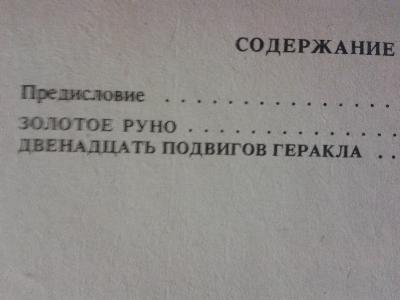 СОДЕРЖАНИЕ
Предисловие . . . . . . . . . . . .
ЗОЛОТОЕ РУНО . . . . . . . . . . .
ДВЕНАДЦАТЬ ПОДВИГОВ ГЕРАКЛА . .